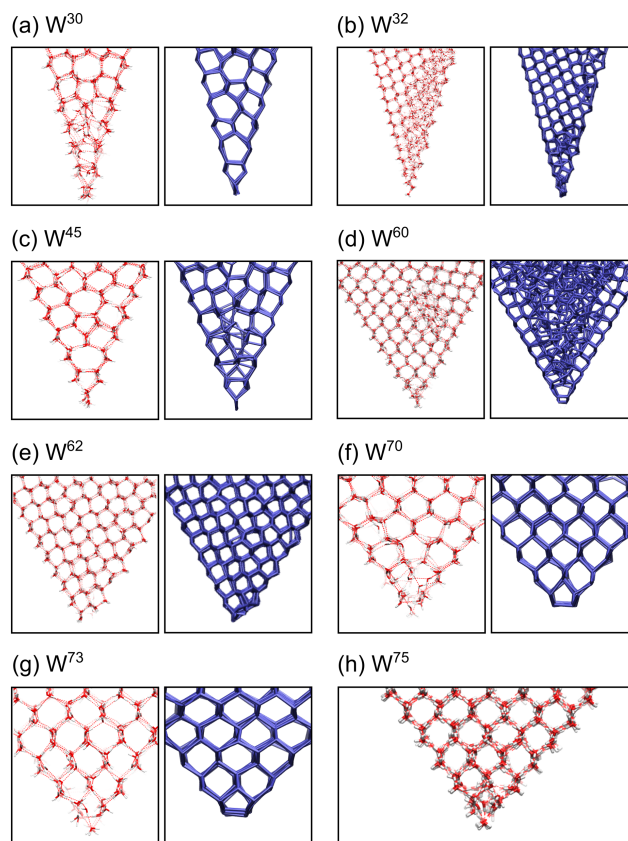 (a) W³⁰
(b) W³²
(c) W⁴⁵
(d) W⁶⁰
(e) W⁶²
(f) W⁷⁰
(g) W⁷³
(h) W⁷⁵